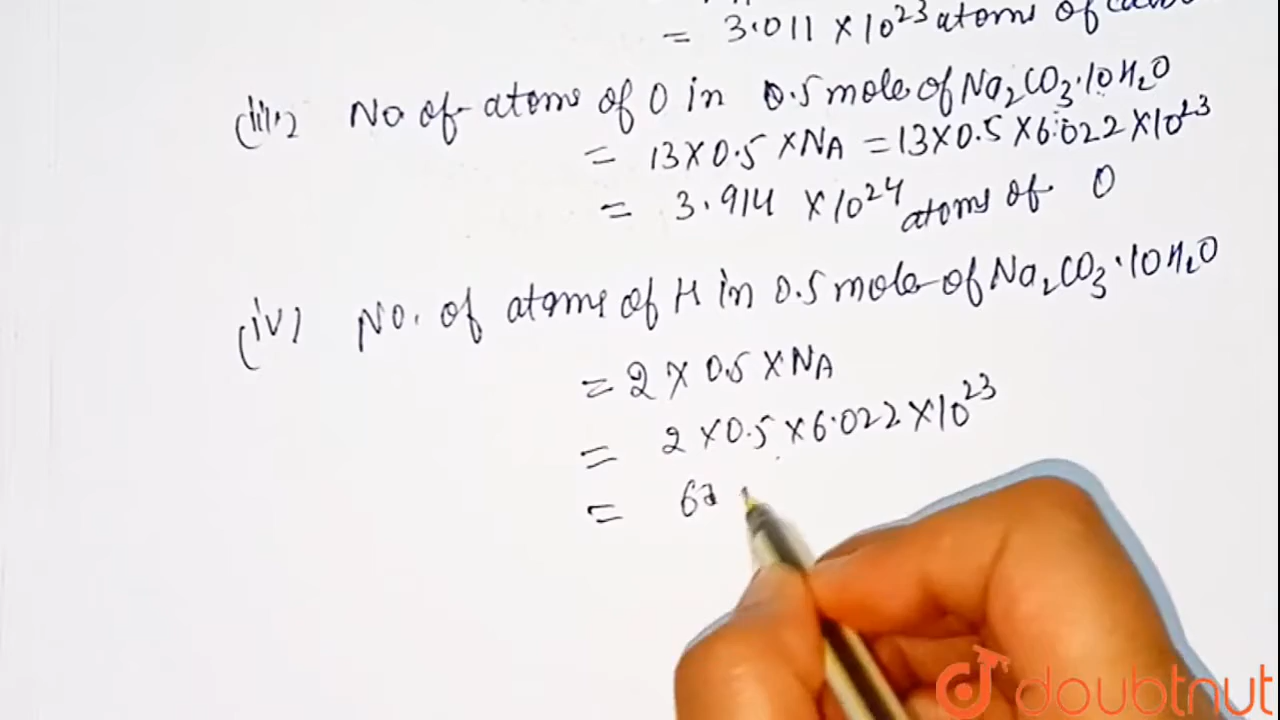 = 3.011 × 10²³ atoms of
(iii) No of atoms of O in 0.5 mole of Na₂CO₃·10H₂O
= 13 × 0.5 × NA = 13 × 0.5 × 6.022 × 10²³
= 3.914 × 10²⁴ atoms of O
(iv) No. of atoms of H in 0.5 mole of Na₂CO₃·10H₂O
= 2 × 0.5 × NA
= 2 × 0.5 × 6.022 × 10²³
= 6
doubtnut